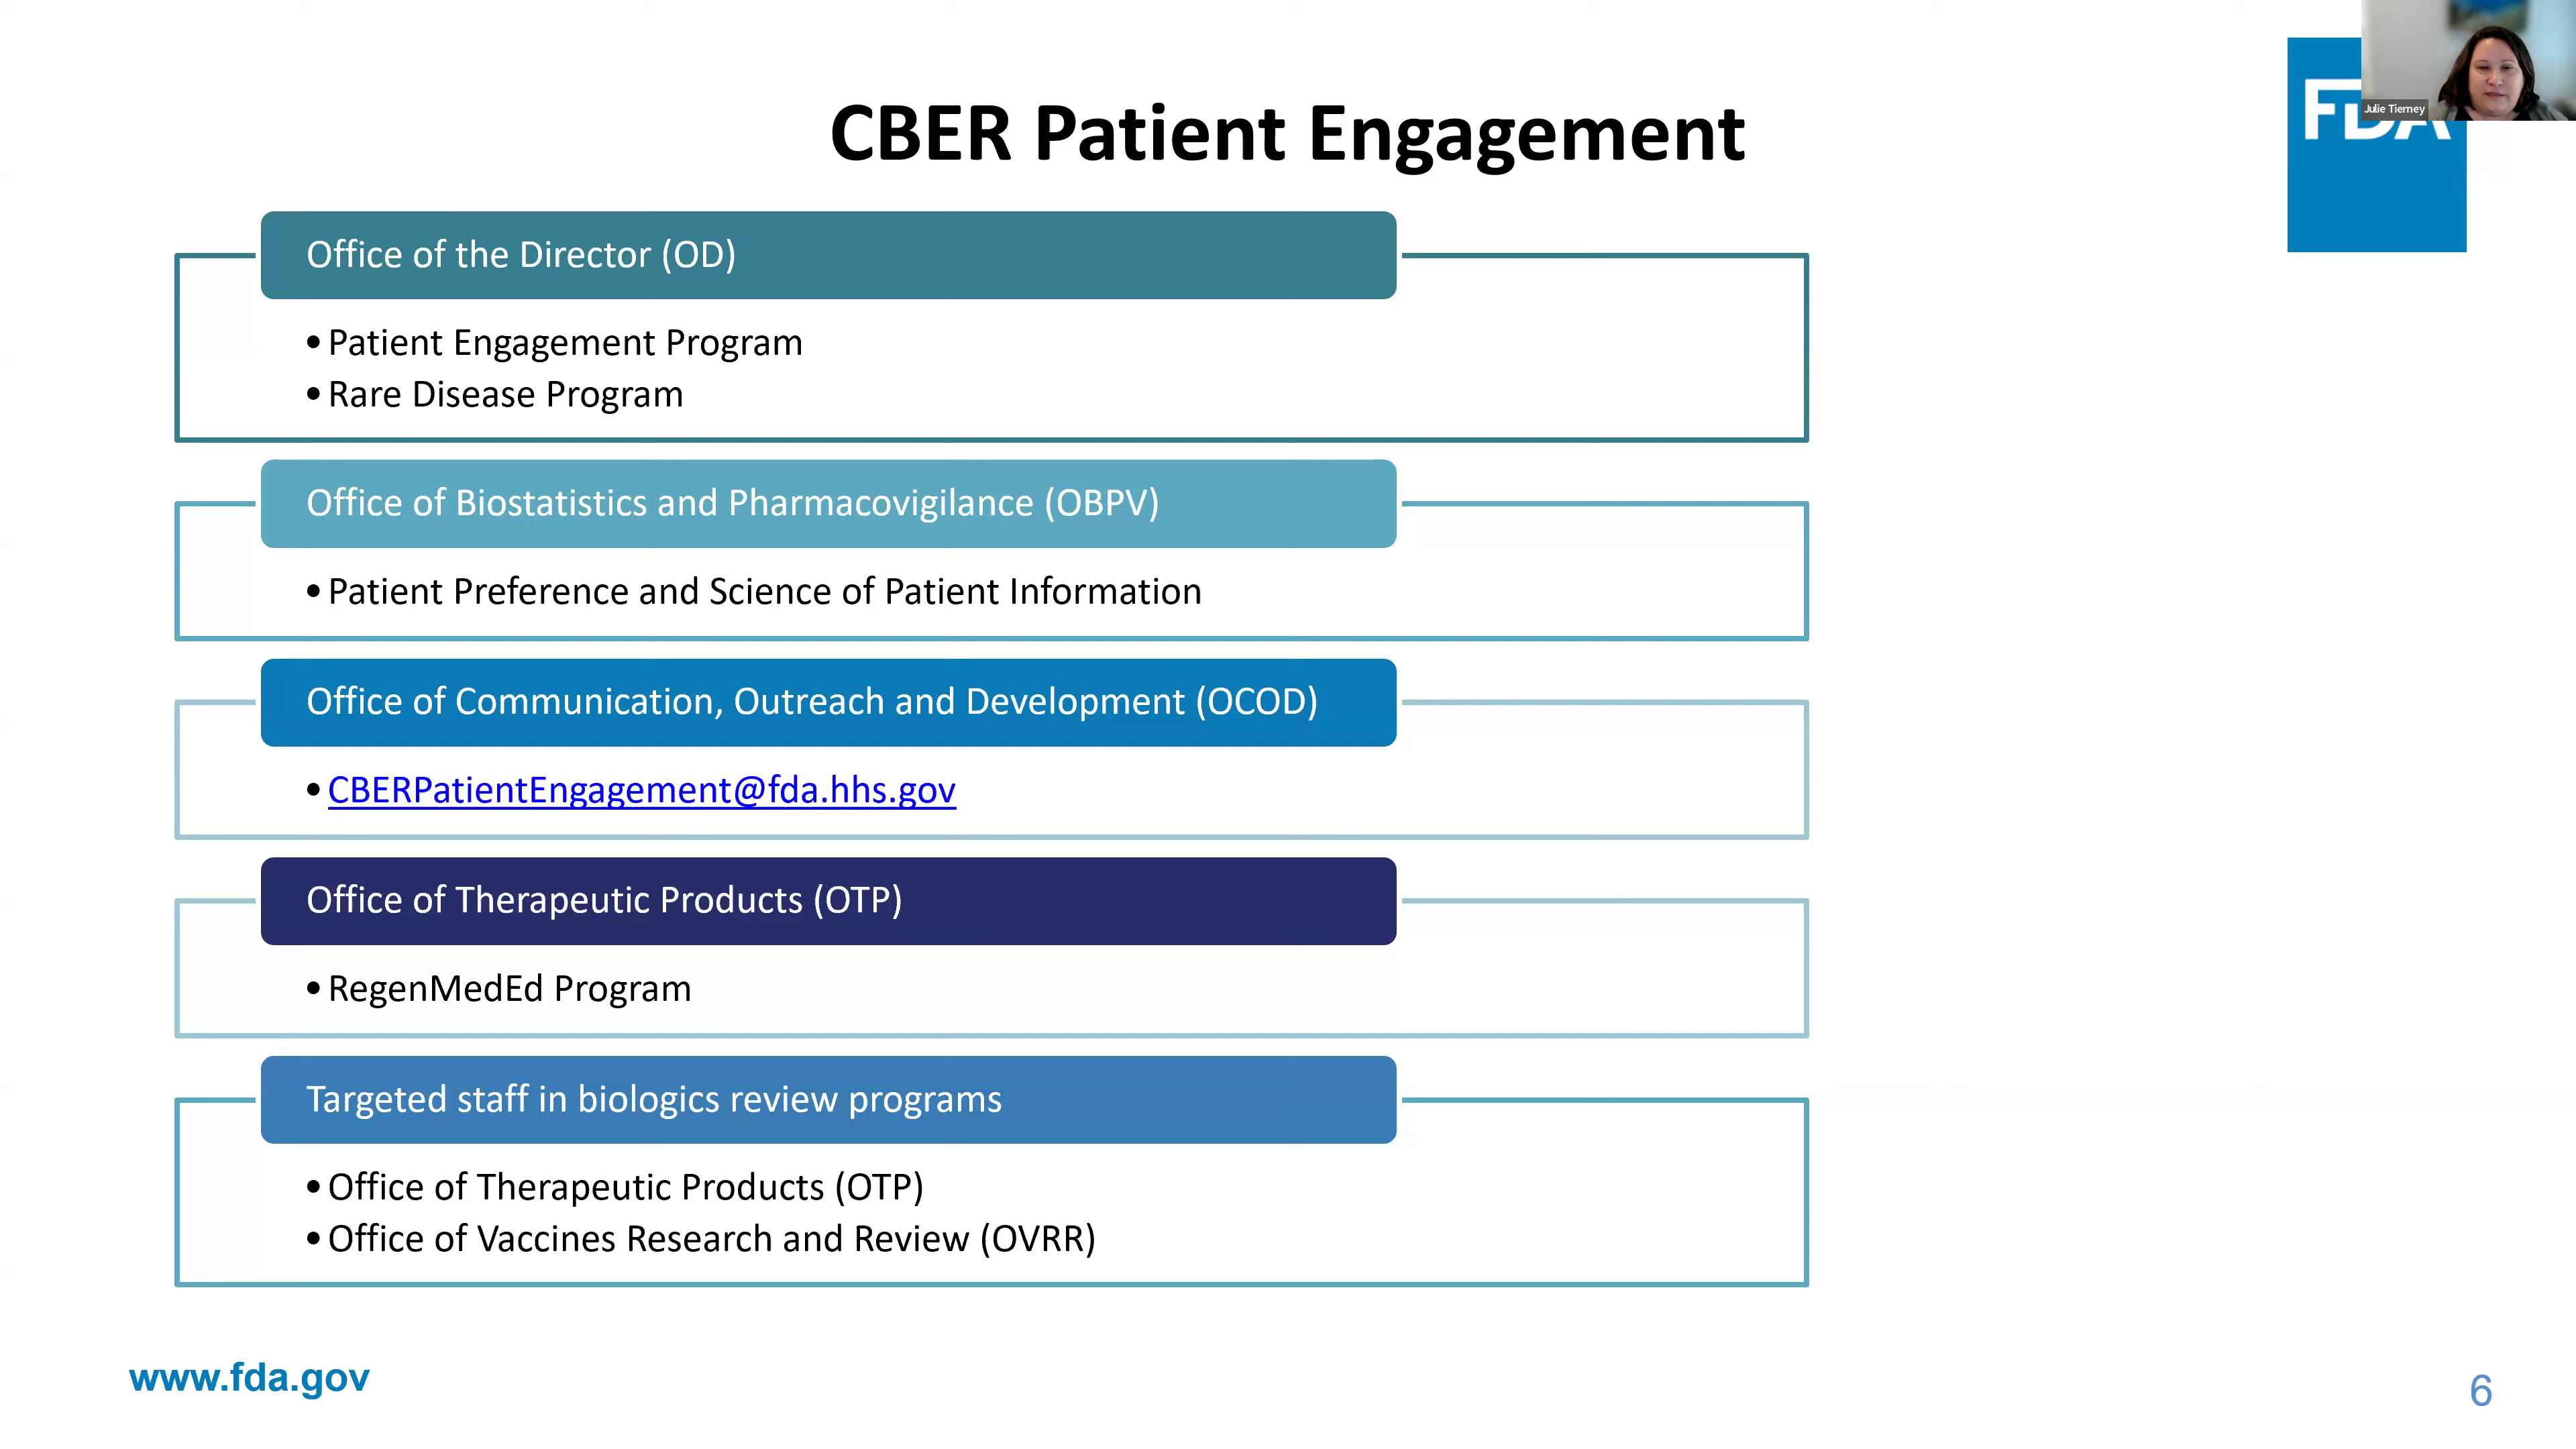 CBER Patient Engagement
FDA
Julie Tierney
Office of the Director (OD)
•Patient Engagement Program
•Rare Disease Program
Office of Biostatistics and Pharmacovigilance (OBPV)
•Patient Preference and Science of Patient Information
Office of Communication, Outreach and Development (OCOD)
•CBERPatientEngagement@fda.hhs.gov
Office of Therapeutic Products (OTP)
•RegenMedEd Program
Targeted staff in biologics review programs
•Office of Therapeutic Products (OTP)
•Office of Vaccines Research and Review (OVRR)
www.fda.gov
6